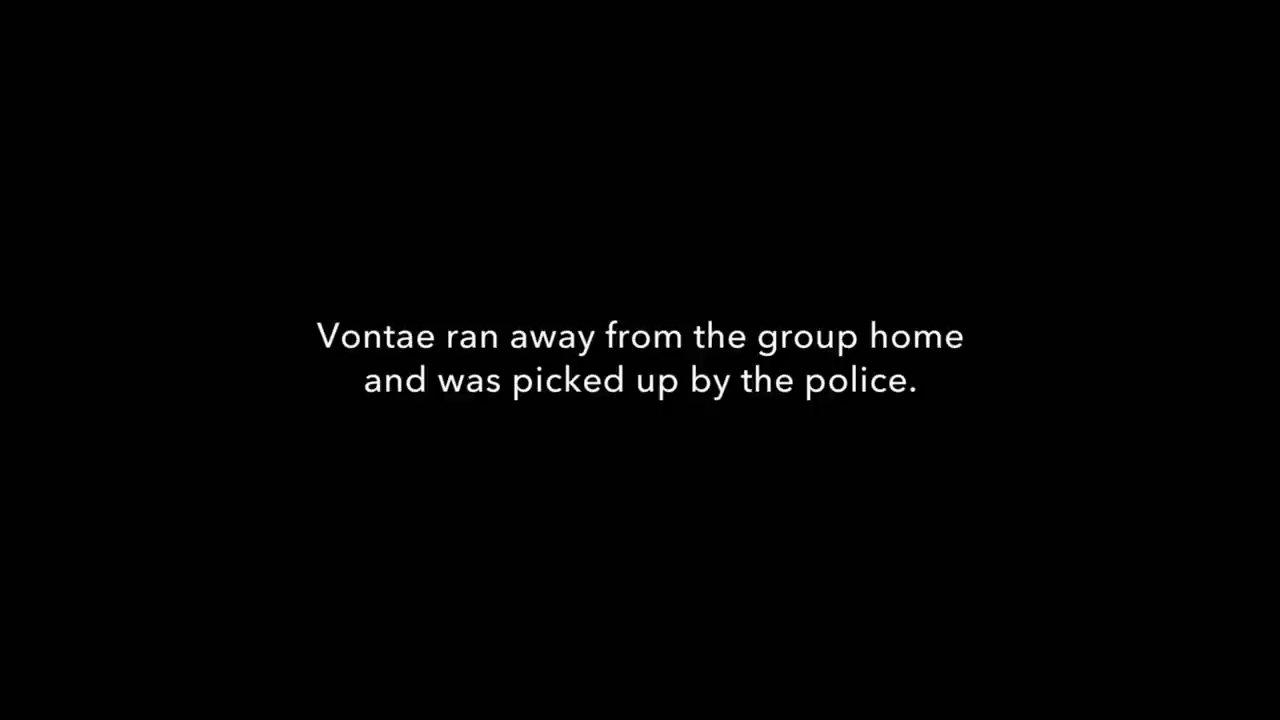 Vontae ran away from the group home
and was picked up by the police.